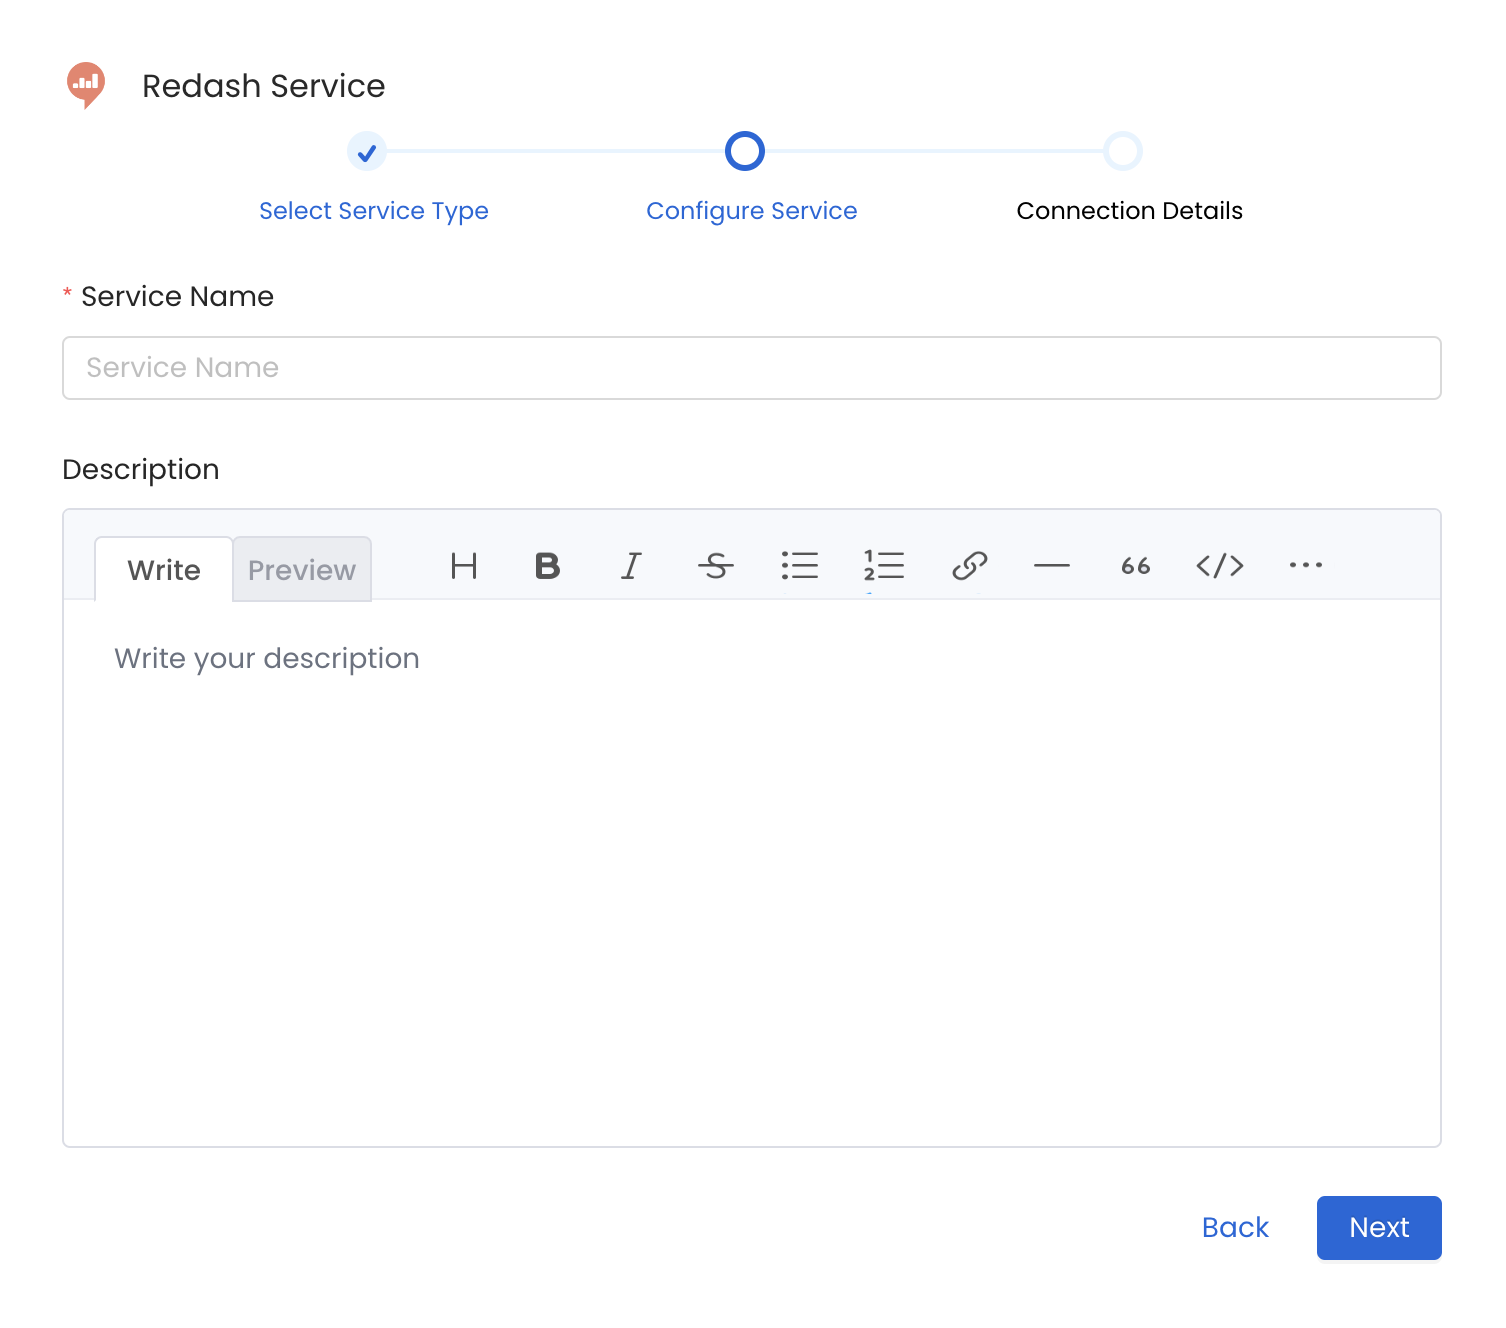 Redash Service
Select Service Type
Configure Service
Connection Details
* Service Name
Service Name
Description
Write
Preview
Write your description
Back
Next